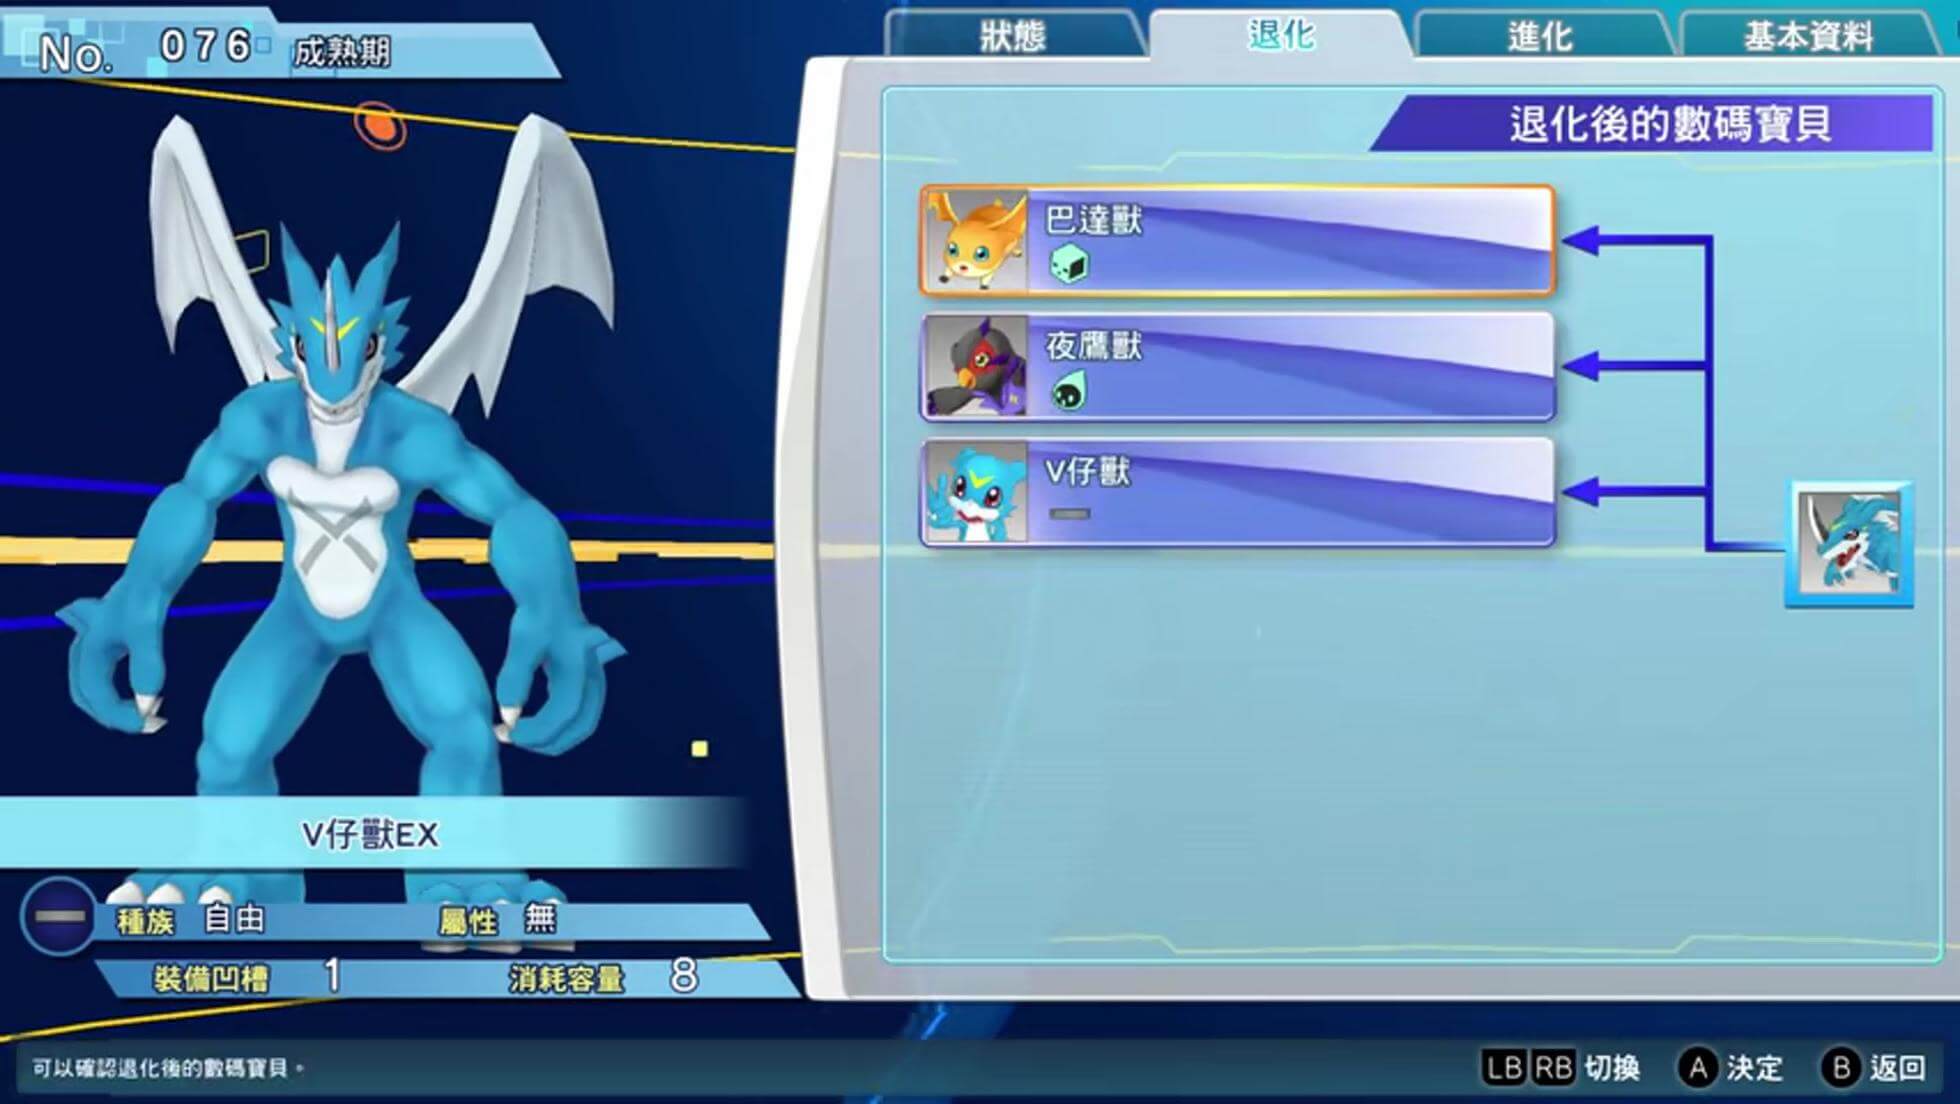 No. 076 成熟期
狀態 退化 進化 基本資料
退化後的數碼寶貝
巴達獸
夜鷹獸
V仔獸
V仔獸EX
種族 自由 屬性 無
裝備凹槽 1 消耗容量 8
可以確認退化後的數碼寶貝。
LB RB 切換 A 決定 B 返回